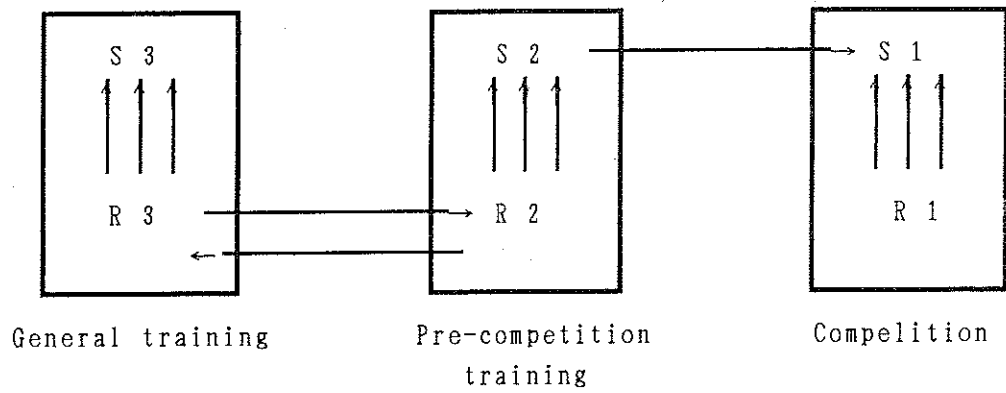 S 3
S 2
S 1
R 3
R 2
R 1
General training
Pre-competition
training
Compelition